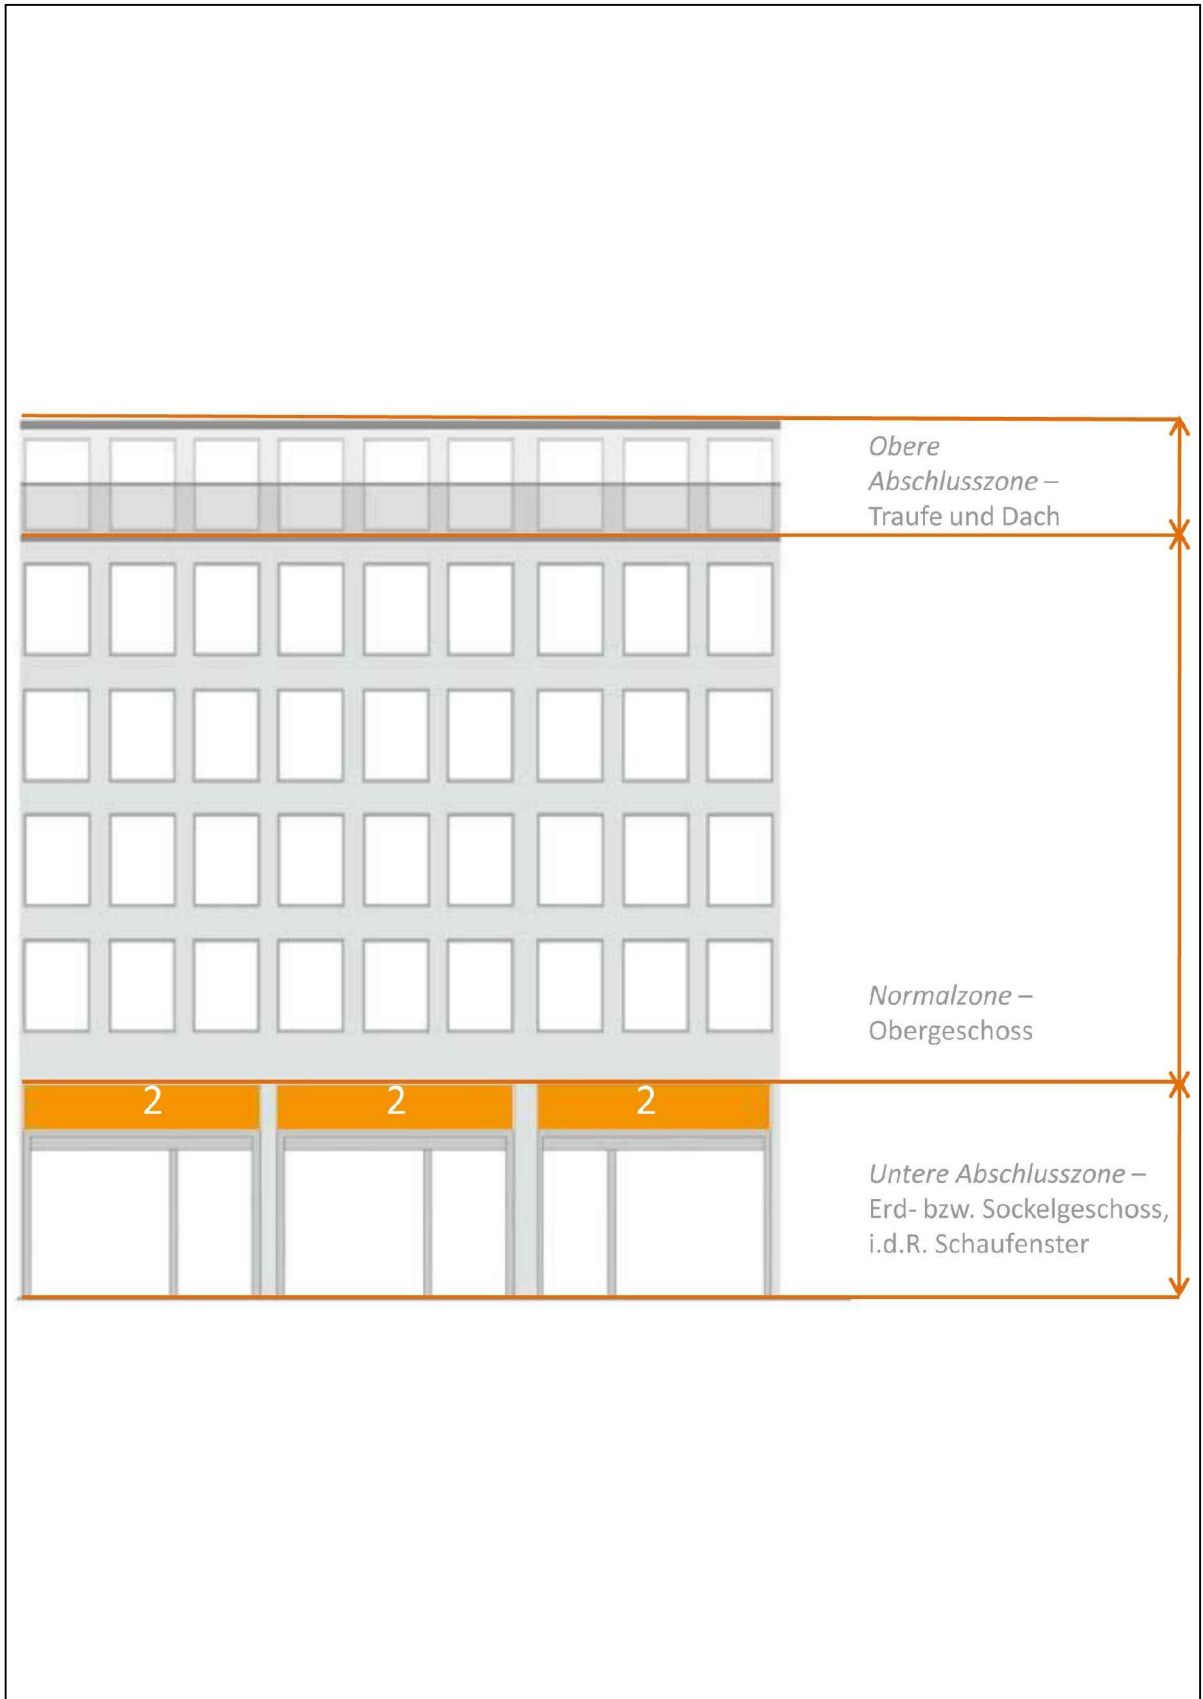 Obere
Abschlusszone –
Traufe und Dach
Normalzone –
Obergeschoss
2 2 2
Untere Abschlusszone –
Erd- bzw. Sockelgeschoss,
i.d.R. Schaufenster